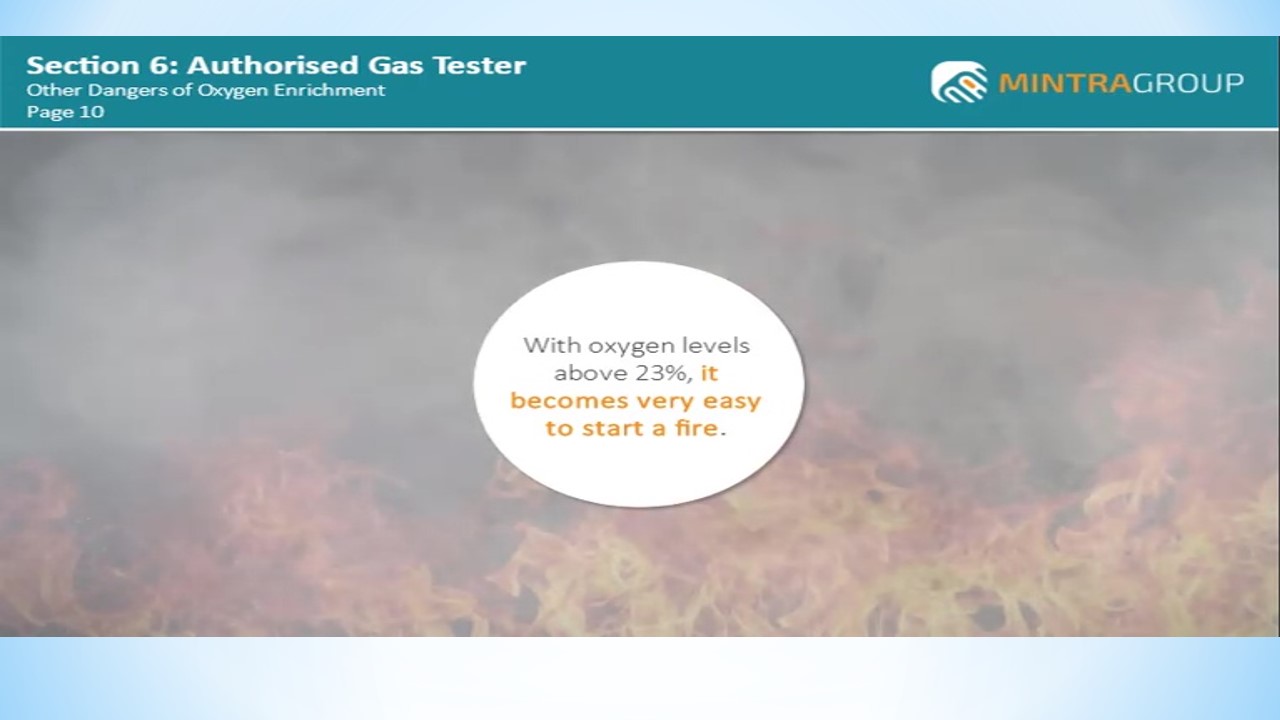 Section 6: Authorised Gas Tester
Other Dangers of Oxygen Enrichment
Page 10
MINTRAGROUP
With oxygen levels
above 23%, it
becomes very easy
to start a fire.